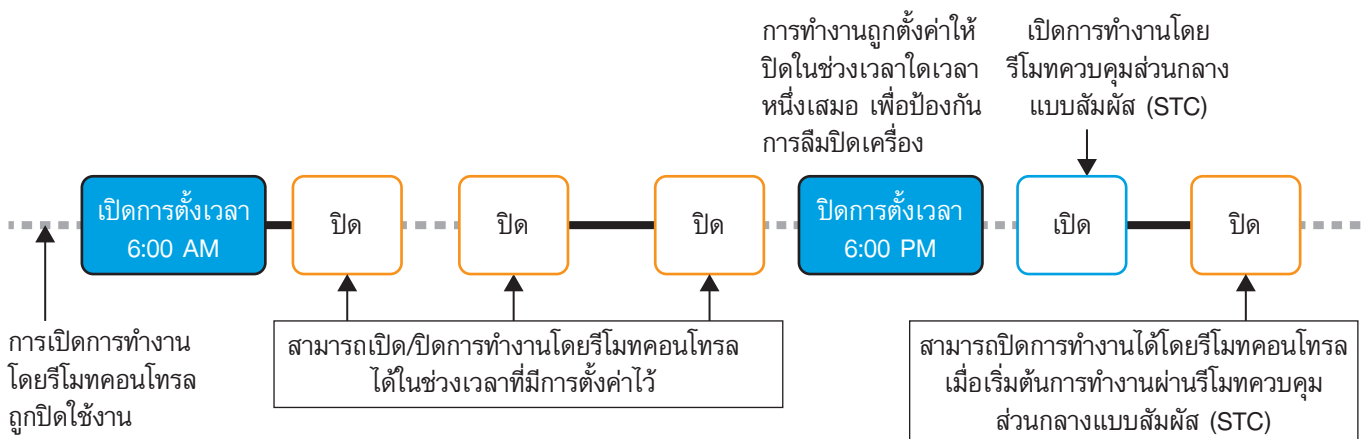 การทำงานถูกตั้งค่าให้
ปิดในช่วงเวลาใดเวลา
หนึ่งเสมอ เพื่อป้องกัน
การลืมปิดเครื่อง
เปิดการทำงานโดย
รีโมทควบคุมส่วนกลาง
แบบสัมผัส (STC)
เปิดการตั้งเวลา
6:00 AM
ปิด
ปิด
ปิด
ปิดการตั้งเวลา
6:00 PM
เปิด
ปิด
การเปิดการทำงาน
โดยรีโมทคอนโทรล
ถูกปิดใช้งาน
สามารถเปิด/ปิดการทำงานโดยรีโมทคอนโทรล
ได้ในช่วงเวลาที่มีการตั้งค่าไว้
สามารถปิดการทำงานได้โดยรีโมทคอนโทรล
เมื่อเริ่มต้นการทำงานผ่านรีโมทควบคุม
ส่วนกลางแบบสัมผัส (STC)